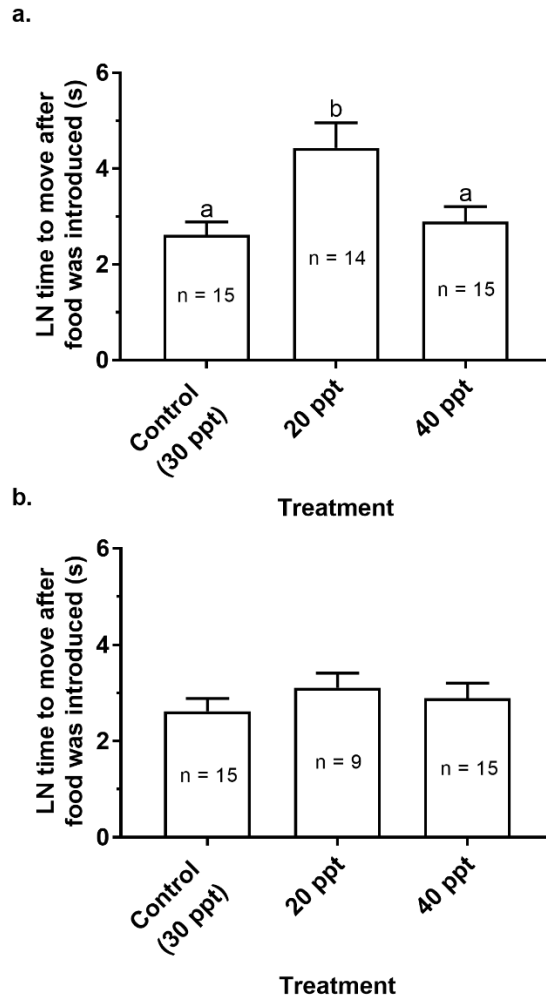 a.
LN time to move after
food was introduced (s)
6
4
2
0
a
b
a
n = 15
n = 14
n = 15
Control
(30 ppt)
20 ppt
40 ppt
Treatment
b.
LN time to move after
food was introduced (s)
6
4
2
0
n = 15
n = 9
n = 15
Control
(30 ppt)
20 ppt
40 ppt
Treatment